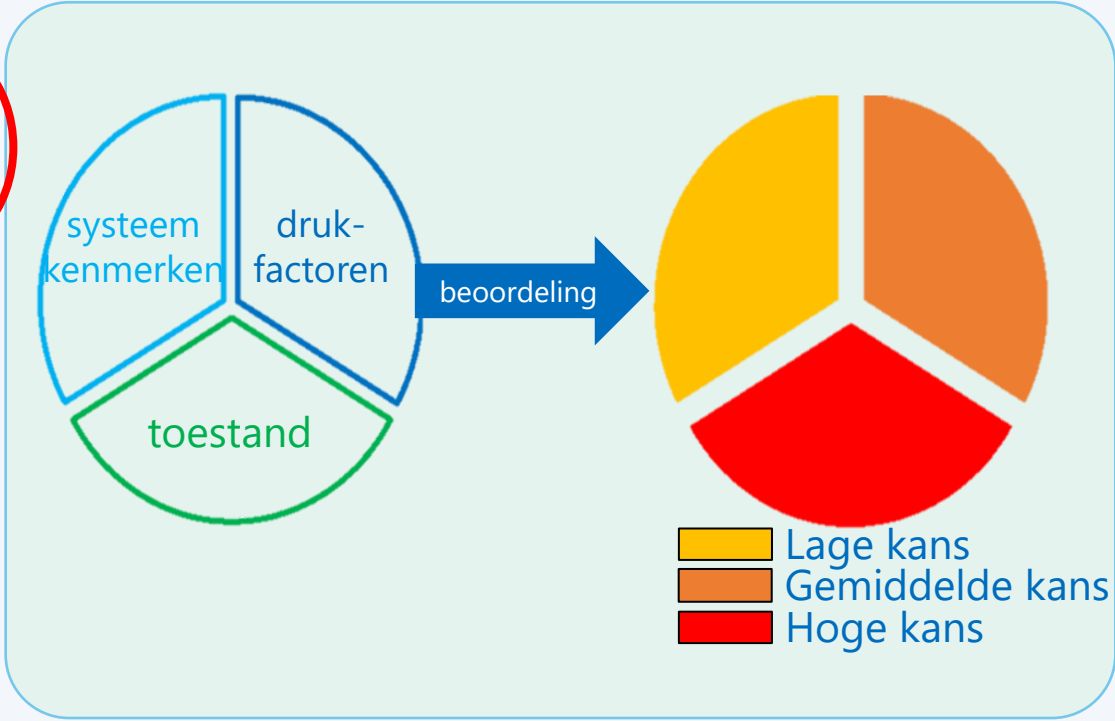 systeem
kenmerken
druk-
factoren
toestand
beoordeling
Lage kans
Gemiddelde kans
Hoge kans